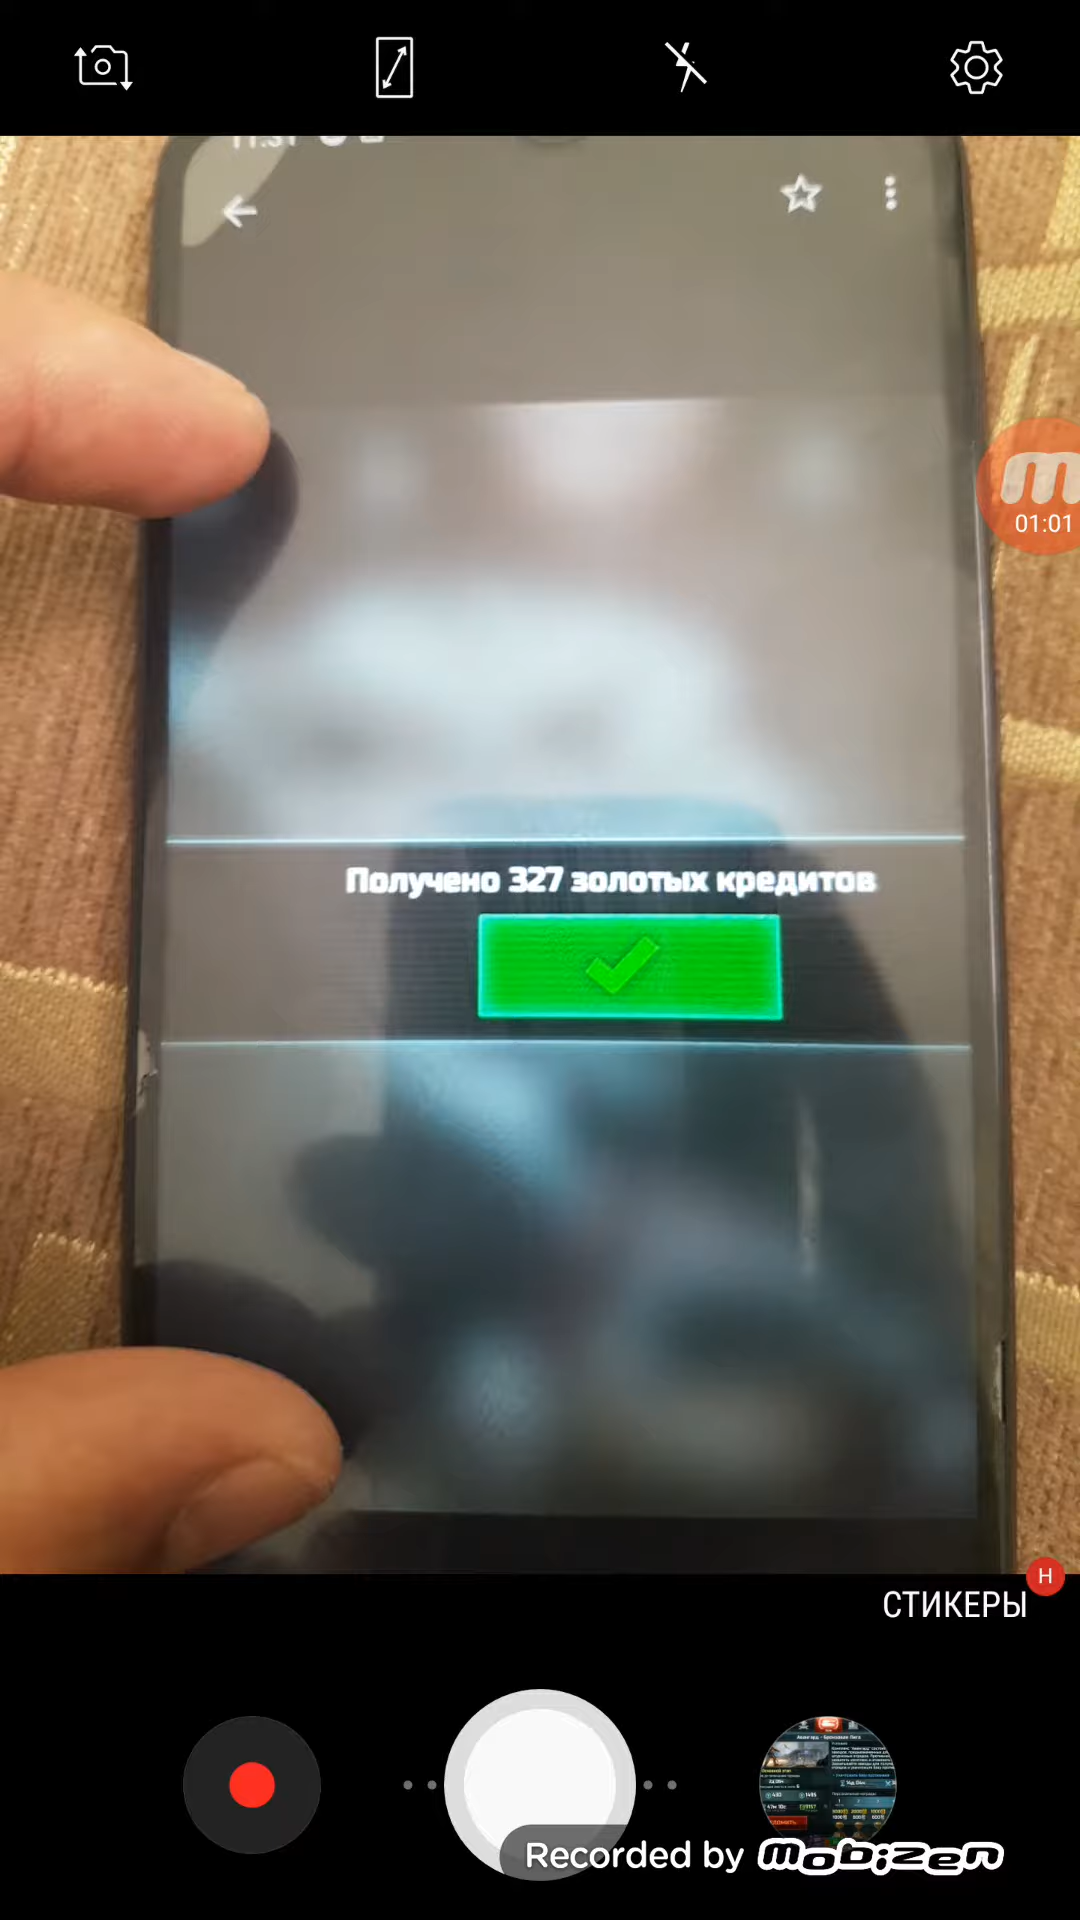 01:01
Получено 327 золотых кредитов
Н
СТИКЕРЫ
Recorded by mobizen